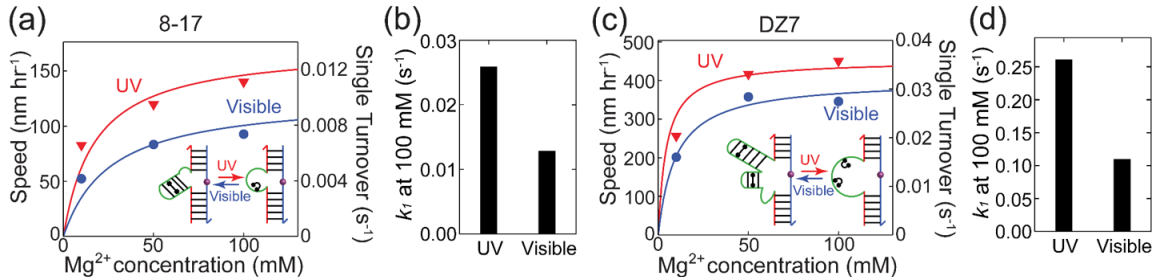 (a)
8-17
Speed (nm hr⁻¹)
150
100
50
0
UV
Visible
UV
Visible
0
50
100
Mg²⁺ concentration (mM)
0.012
0.008
0.004
0
Single Turnover (s⁻¹)
(b)
k₁ at 100 mM (s⁻¹)
0.03
0.02
0.01
0.00
UV
Visible
(c)
DZ7
Speed (nm hr⁻¹)
500
400
300
200
100
0
UV
Visible
UV
Visible
0
50
100
Mg²⁺ concentration (mM)
0.04
0.03
0.02
0.01
0
Single Turnover (s⁻¹)
(d)
k₁ at 100 mM (s⁻¹)
0.25
0.20
0.15
0.10
0.05
0.00
UV
Visible